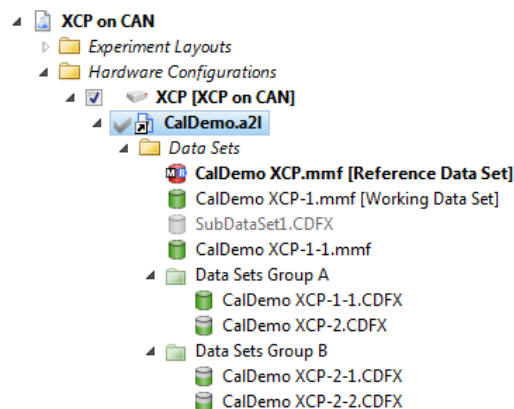 XCP on CAN
Experiment Layouts
Hardware Configurations
XCP [XCP on CAN]
CalDemo.a2l
Data Sets
CalDemo XCP.mmf [Reference Data Set]
CalDemo XCP-1.mmf [Working Data Set]
SubDataSet1.CDFX
CalDemo XCP-1-1.mmf
Data Sets Group A
CalDemo XCP-1-1.CDFX
CalDemo XCP-2.CDFX
Data Sets Group B
CalDemo XCP-2-1.CDFX
CalDemo XCP-2-2.CDFX